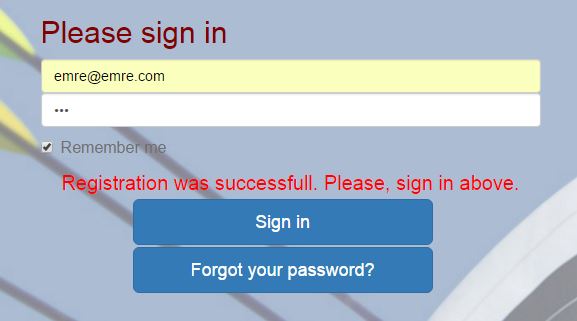 Please sign in
emre@emre.com
•••
Remember me
Registration was successfull. Please, sign in above.
Sign in
Forgot your password?